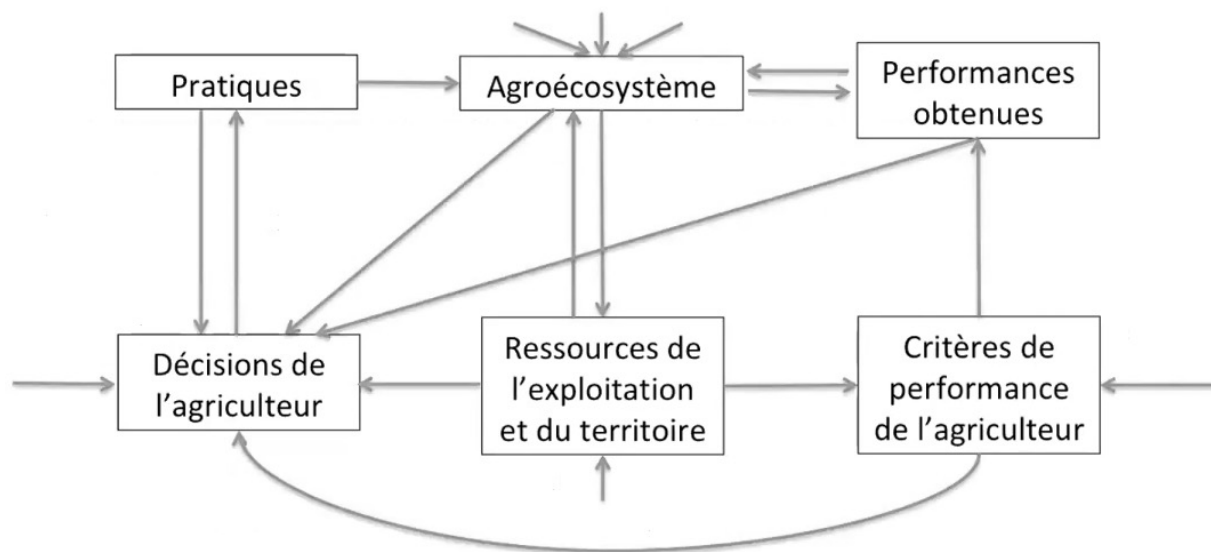 Pratiques
Agroécosystème
Performances
obtenues
Décisions de
l’agriculteur
Ressources de
l’exploitation
et du territoire
Critères de
performance
de l’agriculteur